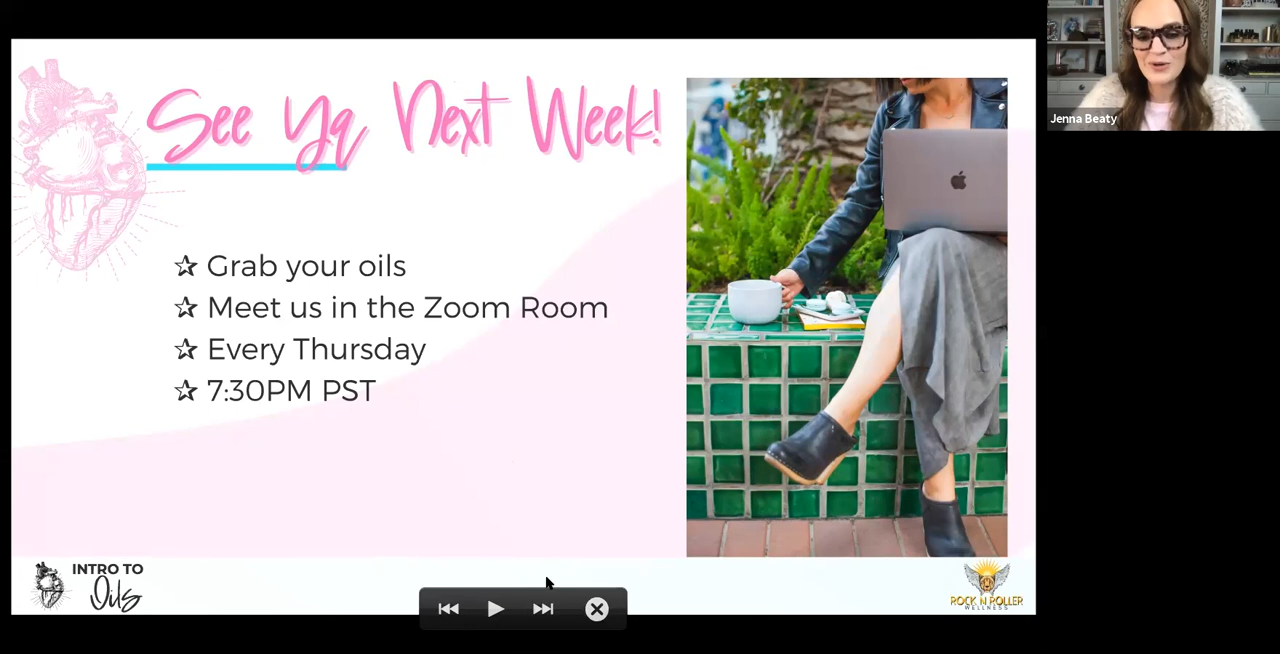 See Ya Next Week!
☆ Grab your oils
☆ Meet us in the Zoom Room
☆ Every Thursday
☆ 7:30PM PST
INTRO TO
Oils
ROCK N ROLLER
WELLNESS
Jenna Beaty